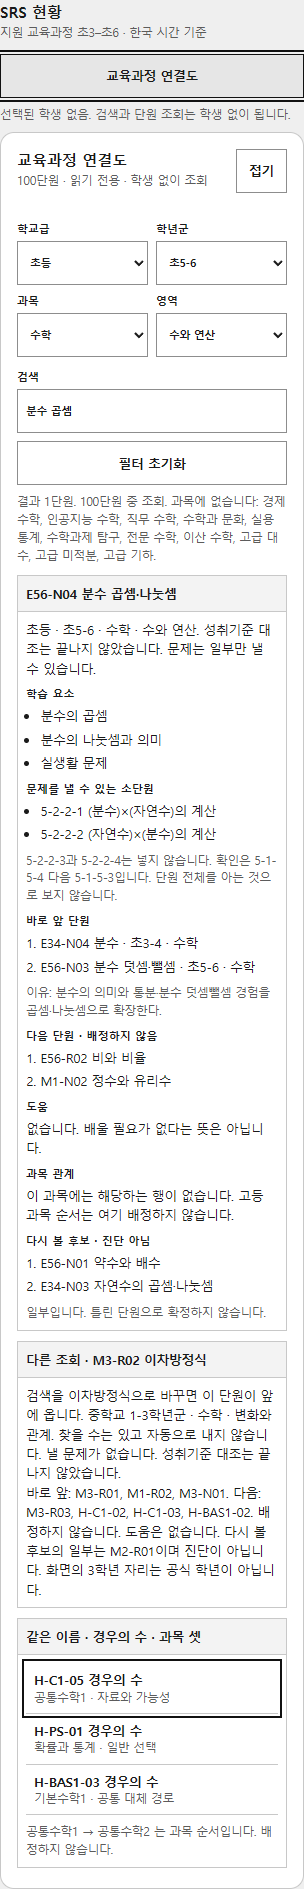 SRS 현황
지원 교육과정 초3–초6 · 한국 시간 기준
교육과정 연결도
선택된 학생 없음. 검색과 단원 조회는 학생 없이 됩니다.
교육과정 연결도
100단원 · 읽기 전용 · 학생 없이 조회
접기
학교급
학년군
초등
초5-6
과목
영역
수학
수와 연산
검색
분수 곱셈
필터 초기화
결과 1단원. 100단원 중 조회. 과목에 없습니다: 경제
수학, 인공지능 수학, 직무 수학, 수학과 문화, 실용
통계, 수학과제 탐구, 전문 수학, 이산 수학, 고급 대
수, 고급 미적분, 고급 기하.
E56-N04 분수 곱셈·나눗셈
초등 · 초5-6 · 수학 · 수와 연산. 성취기준 대
조는 끝나지 않았습니다. 문제는 일부만 낼
수 있습니다.
학습 요소
• 분수의 곱셈
• 분수의 나눗셈과 의미
• 실생활 문제
문제를 낼 수 있는 소단원
• 5-2-2-1 (분수)×(자연수)의 계산
• 5-2-2-2 (자연수)×(분수)의 계산
5-2-2-3과 5-2-2-4는 넣지 않습니다. 확인은 5-1-
5-4 다음 5-1-5-3입니다. 단원 전체를 아는 것으
로 보지 않습니다.
바로 앞 단원
1. E34-N04 분수 · 초3-4 · 수학
2. E56-N03 분수 덧셈·뺄셈 · 초5-6 · 수학
이유: 분수의 의미와 통분·분수 덧셈뺄셈 경험을
곱셈·나눗셈으로 확장한다.
다음 단원 · 배정하지 않음
1. E56-R02 비와 비율
2. M1-N02 정수와 유리수
도움
없습니다. 배울 필요가 없다는 뜻은 아닙니
다.
과목 관계
이 과목에는 해당하는 행이 없습니다. 고등
과목 순서는 여기 배정하지 않습니다.
다시 볼 후보 · 진단 아님
1. E56-N01 약수와 배수
2. E34-N03 자연수의 곱셈·나눗셈
일부입니다. 틀린 단원으로 확정하지 않습니다.
다른 조회 · M3-R02 이차방정식
검색을 이차방정식으로 바꾸면 이 단원이 앞
에 옵니다. 중학교 1-3학년군 · 수학 · 변화와
관계. 찾을 수는 있고 자동으로 내지 않습니
다. 낼 문제가 없습니다. 성취기준 대조는 끝
나지 않았습니다.
바로 앞: M3-R01, M1-R02, M3-N01. 다음:
M3-R03, H-C1-02, H-C1-03, H-BAS1-02. 배
정하지 않습니다. 도움은 없습니다. 다시 볼
후보의 일부는 M2-R01이며 진단이 아닙니
다. 화면의 3학년 자리는 공식 학년이 아닙니
다.
같은 이름 · 경우의 수 · 과목 셋
H-C1-05 경우의 수
공통수학1 · 자료와 가능성
H-PS-01 경우의 수
확률과 통계 · 일반 선택
H-BAS1-03 경우의 수
기본수학1 · 공통 대체 경로
공통수학1 → 공통수학2 는 과목 순서입니다. 배
정하지 않습니다.